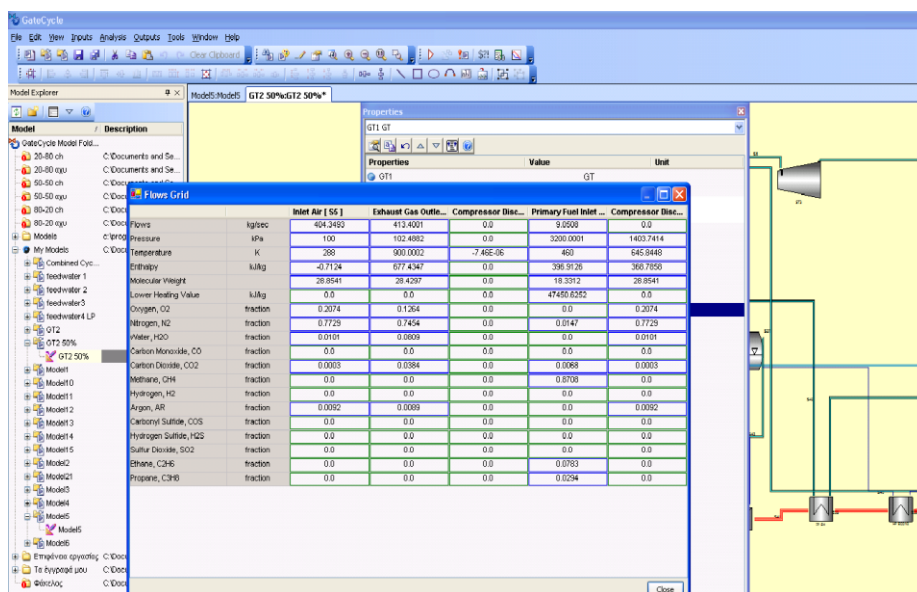 GateCycle
File Edit View Inputs Analysis Outputs Tools Window Help
Clear Clipboard
Model Explorer
Model5:Model5 GT2 50%:GT2 50%*
Properties
GT1 GT
Model / Description
Properties Value Unit
GT1 GT
GateCycle Model Fold...
20-80 ch C:\Documents and Se...
20-80 αχυ C:\Documents and Se...
50-50 ch C:\Docu
50-50 αχυ C:\Docu
80-20 ch C:\Docu
80-20 αχυ C:\Docu
Models c:\prog
My Models C:\Docu
Combined Cyc...
feedwater 1
feedwater 2
feedwater3
feedwater4 LP
GT2
GT2 50%
GT2 50%
Model1
Model10
Model11
Model12
Model13
Model14
Model15
Model2
Model21
Model3
Model4
Model5
Model5
Model6
Επιφάνεια εργασίας C:\Docu
Τα έγγραφά μου C:\Docu
Φάκελος C:\Docu
Flows Grid
Inlet Air [ S5 ] Exhaust Gas Outle... Compressor Disc... Primary Fuel Inlet ... Compressor Disc...
Flows kg/sec 404.3493 413.4001 0.0 9.0508 0.0
Pressure kPa 100 102.4882 0.0 3200.0001 1403.7414
Temperature K 288 900.0002 -7.46E-06 460 645.8448
Enthalpy kJ/kg -0.7124 677.4347 0.0 396.9126 368.7858
Molecular Weight 28.8541 28.4297 0.0 18.3312 28.8541
Lower Heating Value kJ/kg 0.0 0.0 0.0 47450.6252 0.0
Oxygen, O2 fraction 0.2074 0.1264 0.0 0.0 0.2074
Nitrogen, N2 fraction 0.7729 0.7454 0.0 0.0147 0.7729
Water, H2O fraction 0.0101 0.0809 0.0 0.0 0.0101
Carbon Monoxide, CO fraction 0.0 0.0 0.0 0.0 0.0
Carbon Dioxide, CO2 fraction 0.0003 0.0384 0.0 0.0068 0.0003
Methane, CH4 fraction 0.0 0.0 0.0 0.8708 0.0
Hydrogen, H2 fraction 0.0 0.0 0.0 0.0 0.0
Argon, AR fraction 0.0092 0.0089 0.0 0.0 0.0092
Carbonyl Sulfide, COS fraction 0.0 0.0 0.0 0.0 0.0
Hydrogen Sulfide, H2S fraction 0.0 0.0 0.0 0.0 0.0
Sulfur Dioxide, SO2 fraction 0.0 0.0 0.0 0.0 0.0
Ethane, C2H6 fraction 0.0 0.0 0.0 0.0783 0.0
Propane, C3H8 fraction 0.0 0.0 0.0 0.0294 0.0
Close